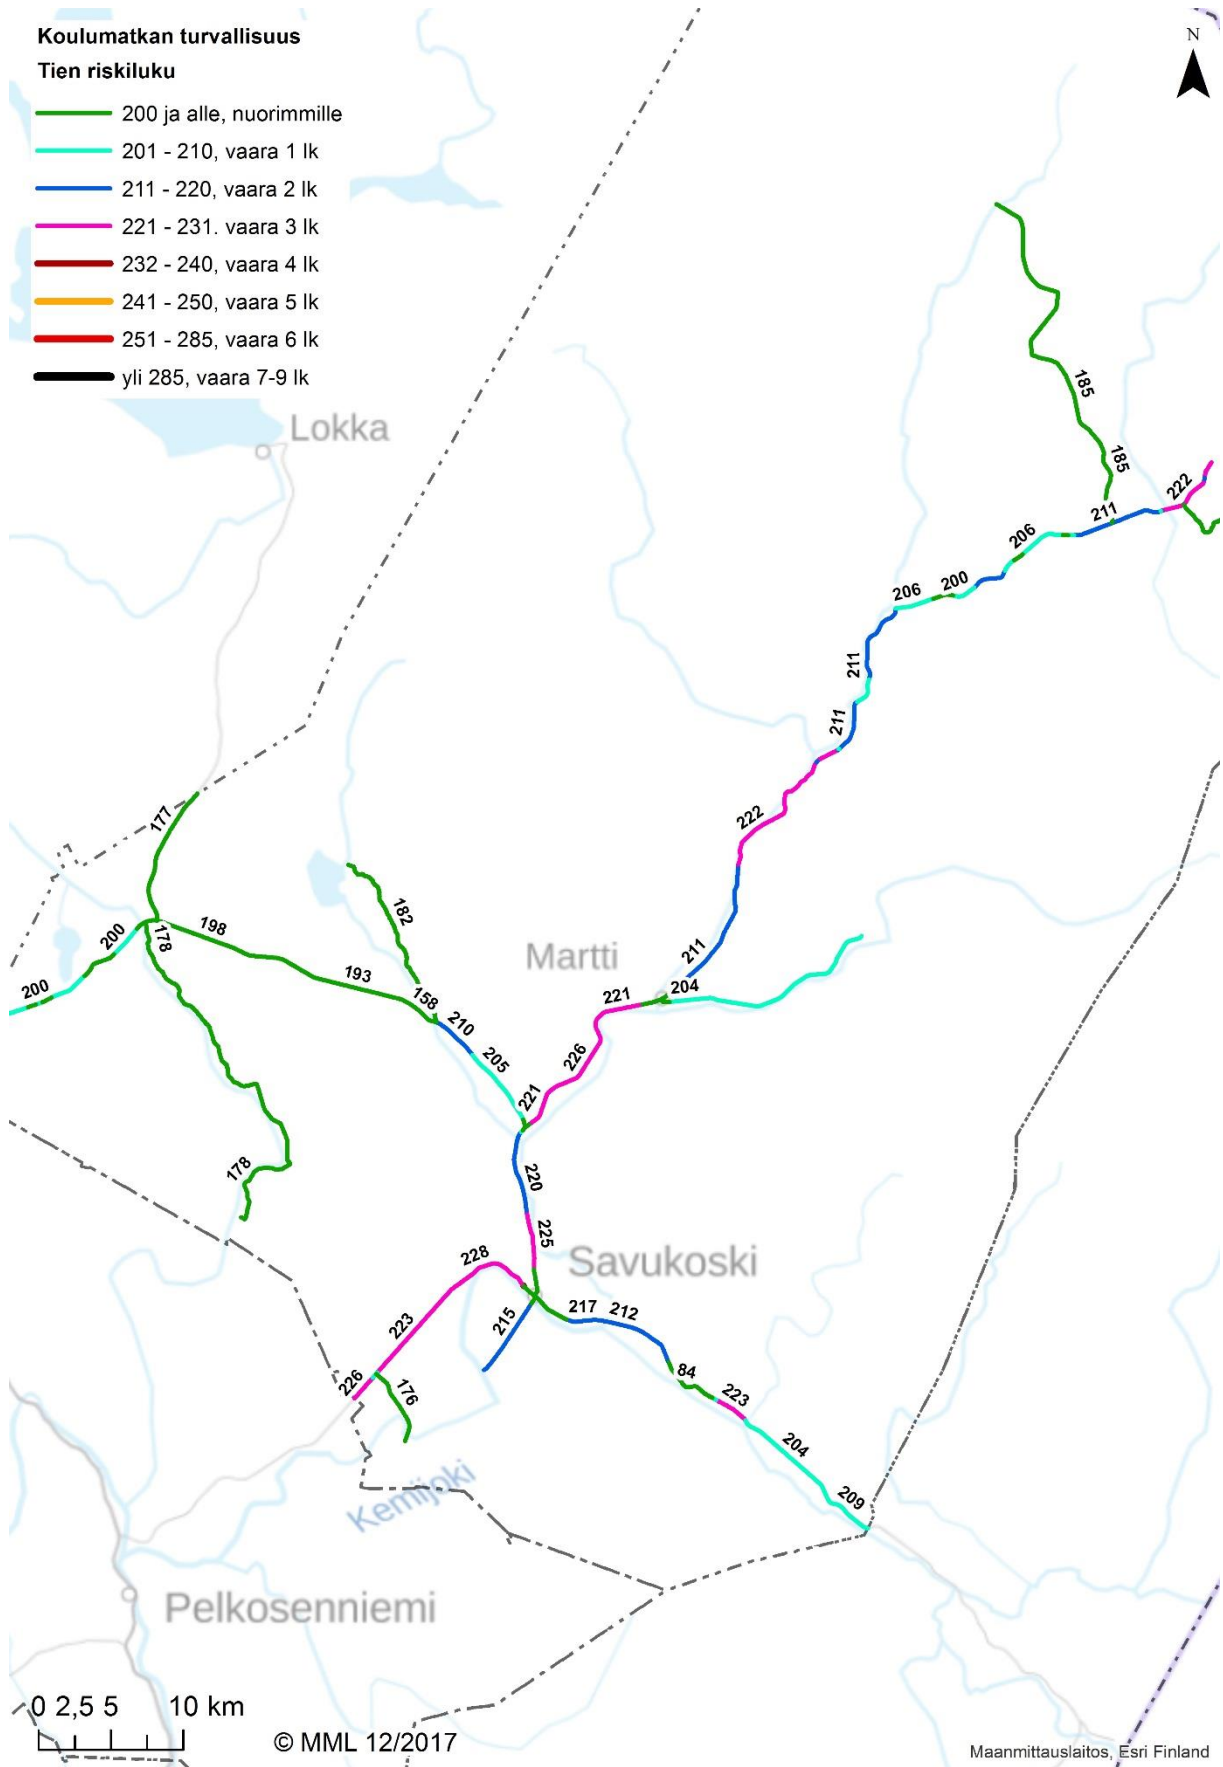 Koulumatkan turvallisuus
Tien riskiluku
200 ja alle, nuorimmille
201 - 210, vaara 1 lk
211 - 220, vaara 2 lk
221 - 231. vaara 3 lk
232 - 240, vaara 4 lk
241 - 250, vaara 5 lk
251 - 285, vaara 6 lk
yli 285, vaara 7-9 lk
N
Lokka
185
185
222
211
206
200
206
211
211
222
177
182
198
178
200
200
193
158
210
205
Martti
211
204
221
226
221
178
220
225
Savukoski
228
223
215
217
212
226
176
84
223
204
209
Kemijoki
Pelkosenniemi
0 2,5 5 10 km
© MML 12/2017
Maanmittauslaitos, Esri Finland